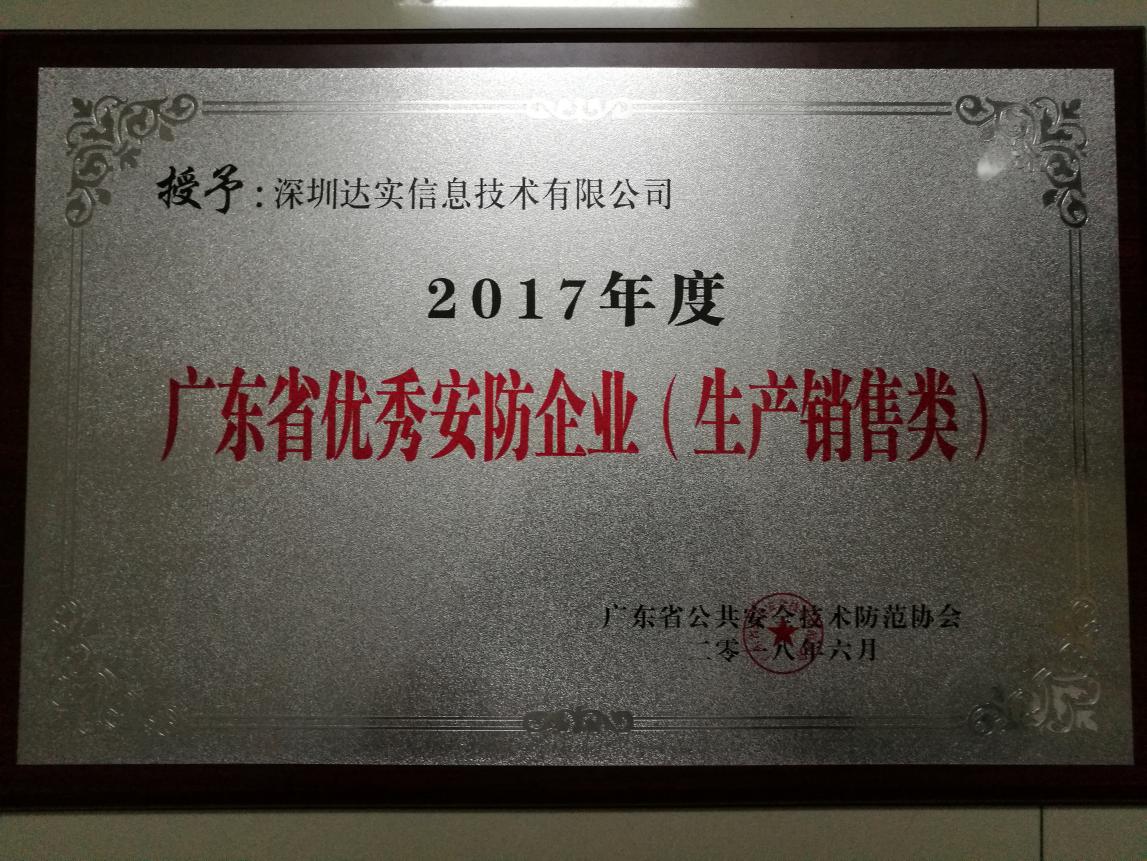 授予：深圳达实信息技术有限公司
2017年度
广东省优秀安防企业（生产销售类）
广东省公共安全技术防范协会
二零一八年六月